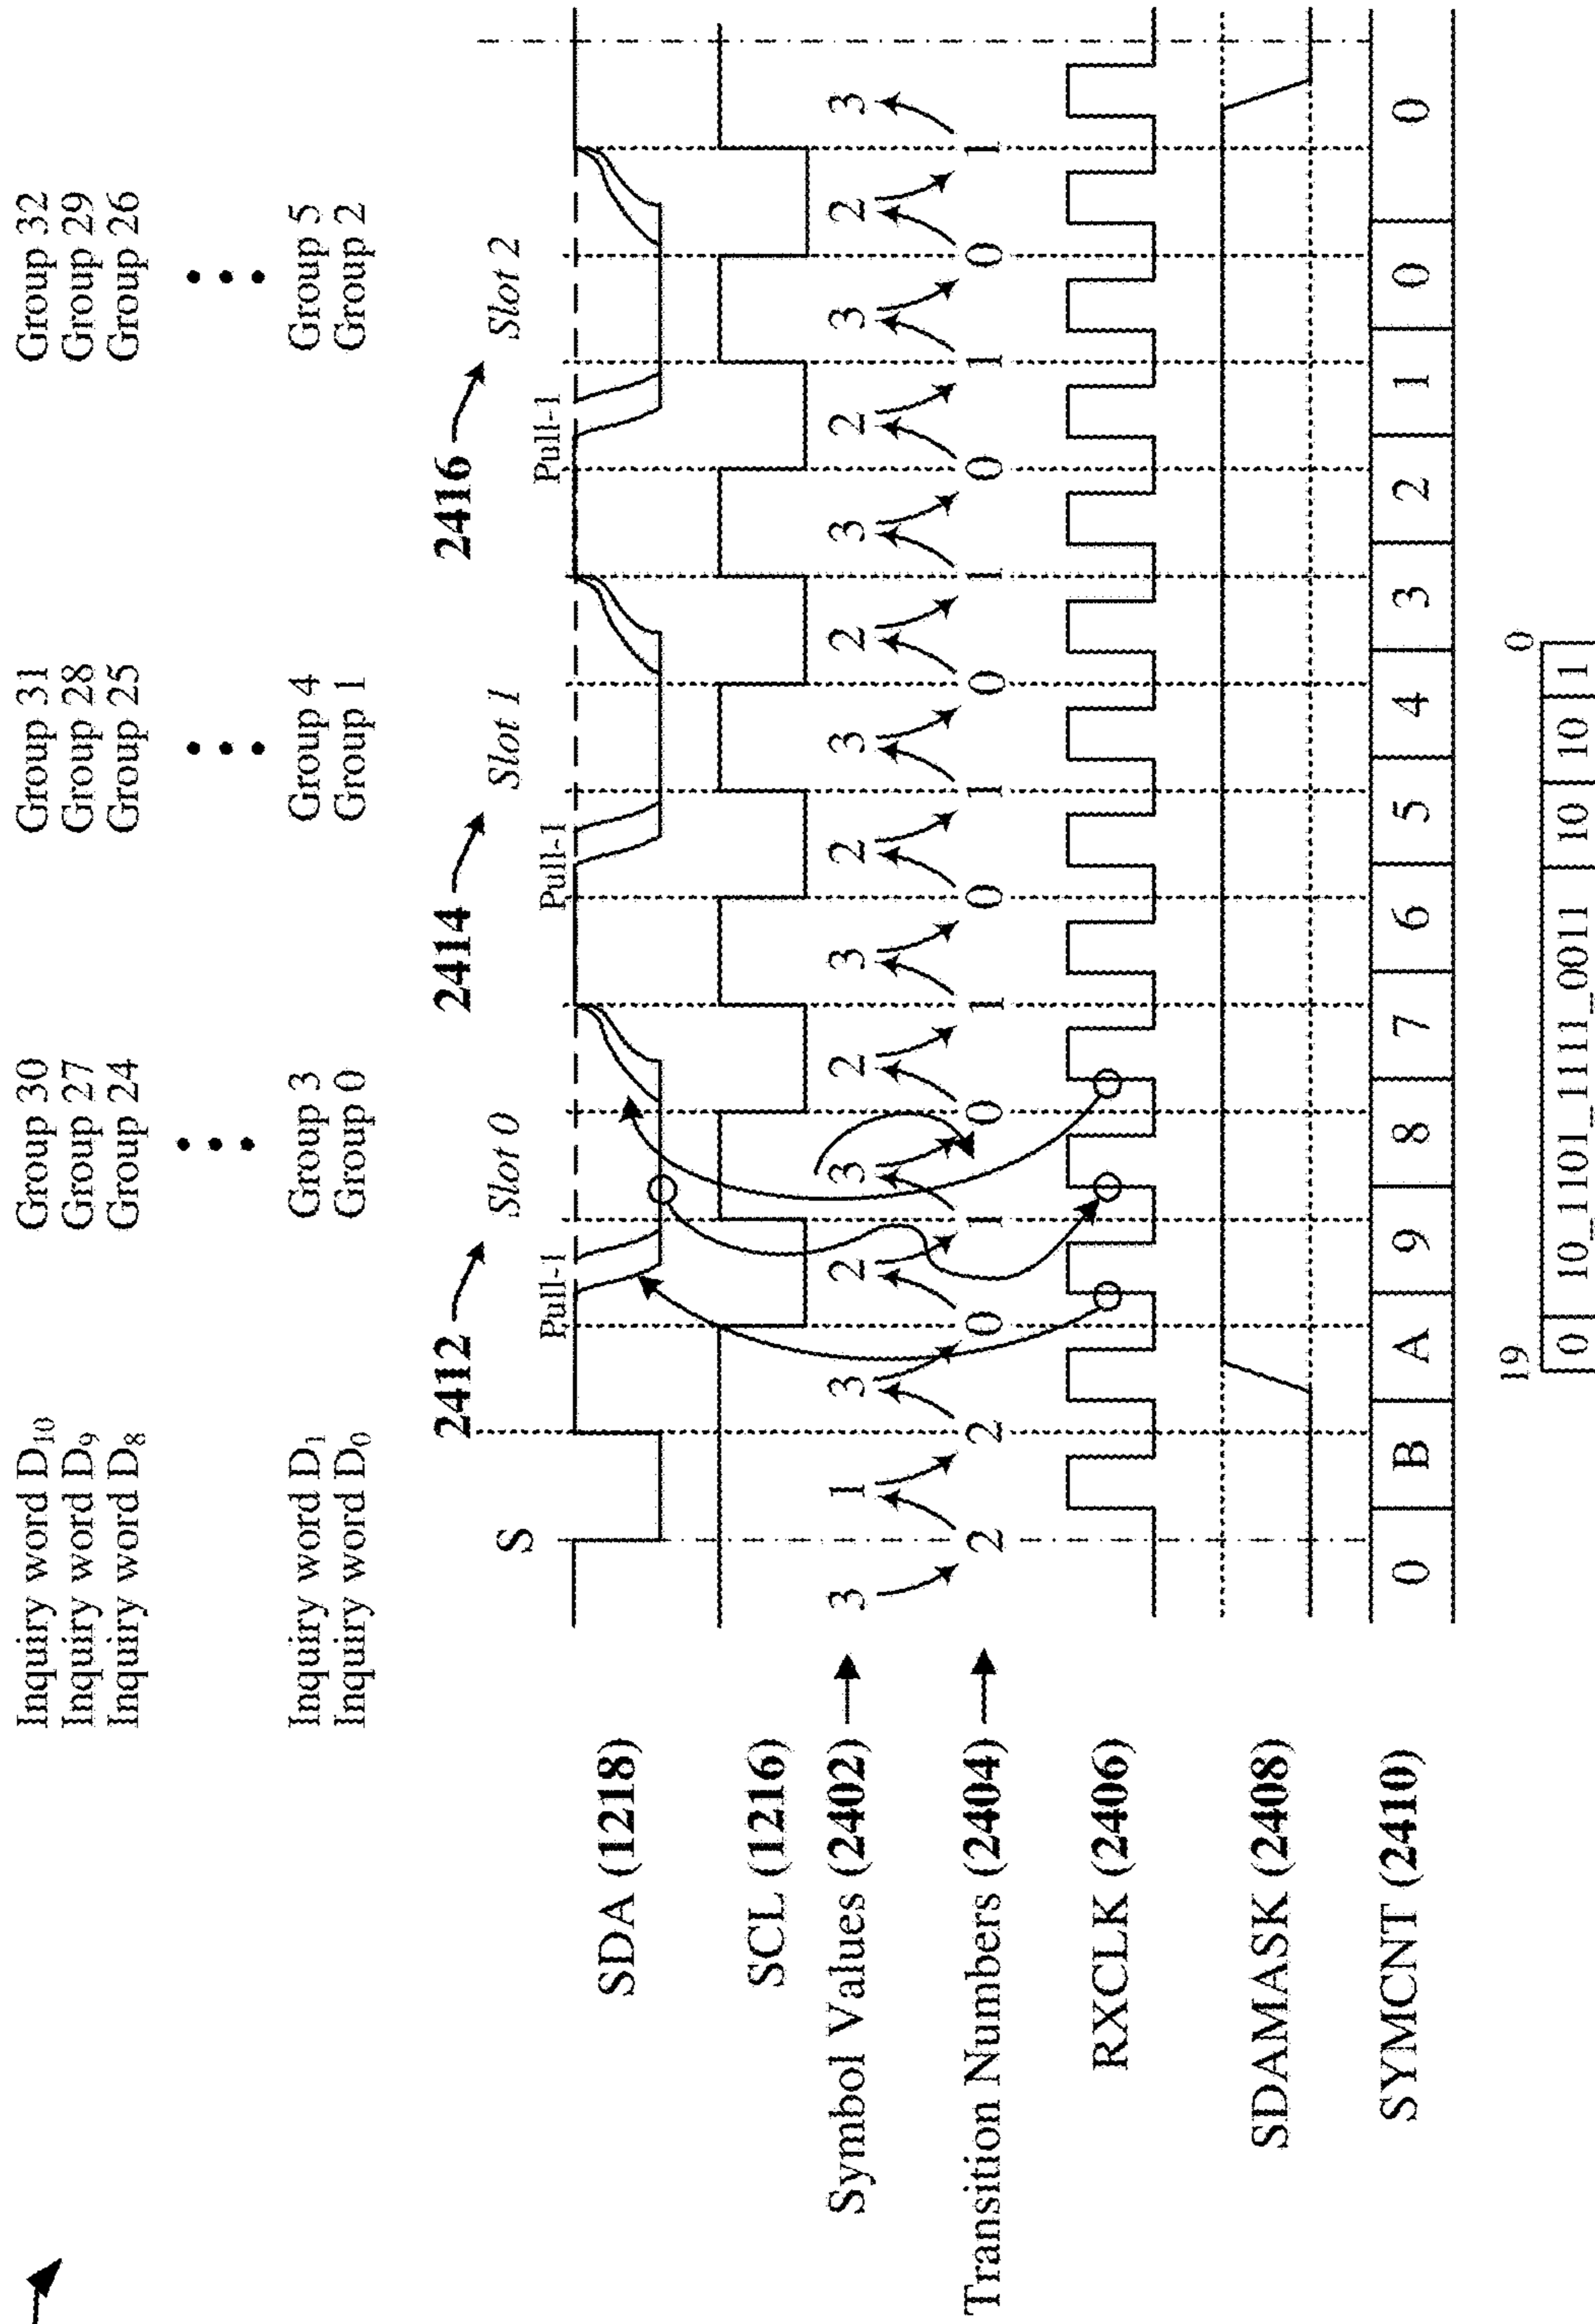 Inquiry word D10 Group 30 Group 31 Group 32
Inquiry word D9 Group 27 Group 28 Group 29
Inquiry word D8 Group 24 Group 25 Group 26
Inquiry word D1 Group 3 Group 4 Group 5
Inquiry word D0 Group 0 Group 1 Group 2
2412 2414 2416
S Slot 0 Slot 1 Slot 2
Pull-1 Pull-1 Pull-1
SDA (1218)
SCL (1216)
Symbol Values (2402) 3 1 3 2 3 2 3 2 3 2 3 2 3 2 3
Transition Numbers (2404) 2 2 0 1 0 1 0 1 0 1 0 1 0 1
RXCLK (2406)
SDAMASK (2408)
SYMCNT (2410) 0 B A 9 8 7 6 5 4 3 2 1 0 0
19 0
0 10_1101_1111_0011 10 10 1